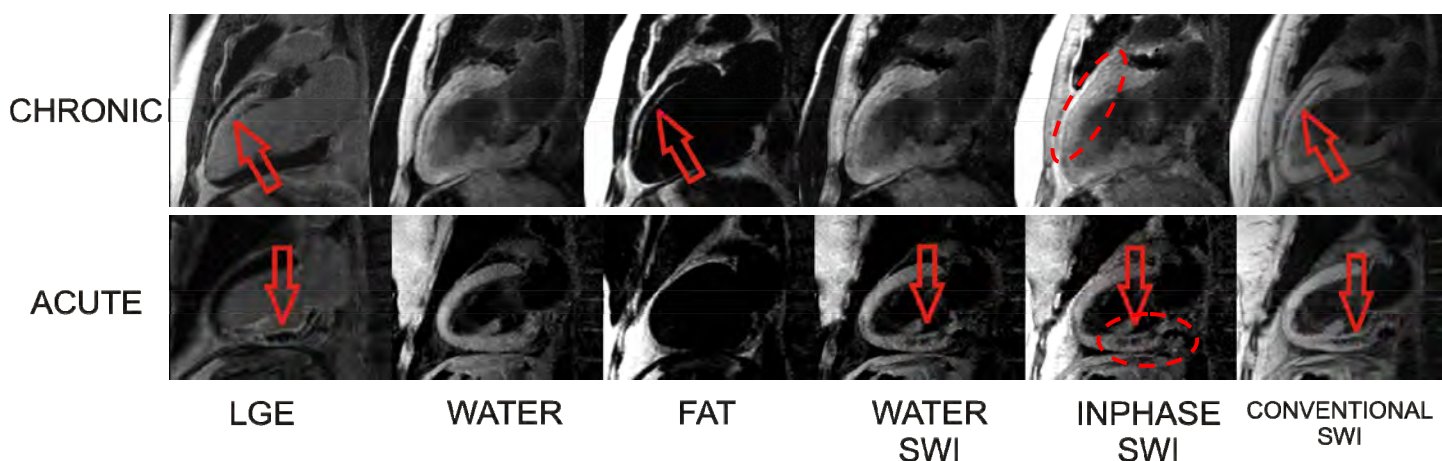 CHRONIC
ACUTE
LGE
WATER
FAT
WATER
SWI
INPHASE
SWI
CONVENTIONAL
SWI